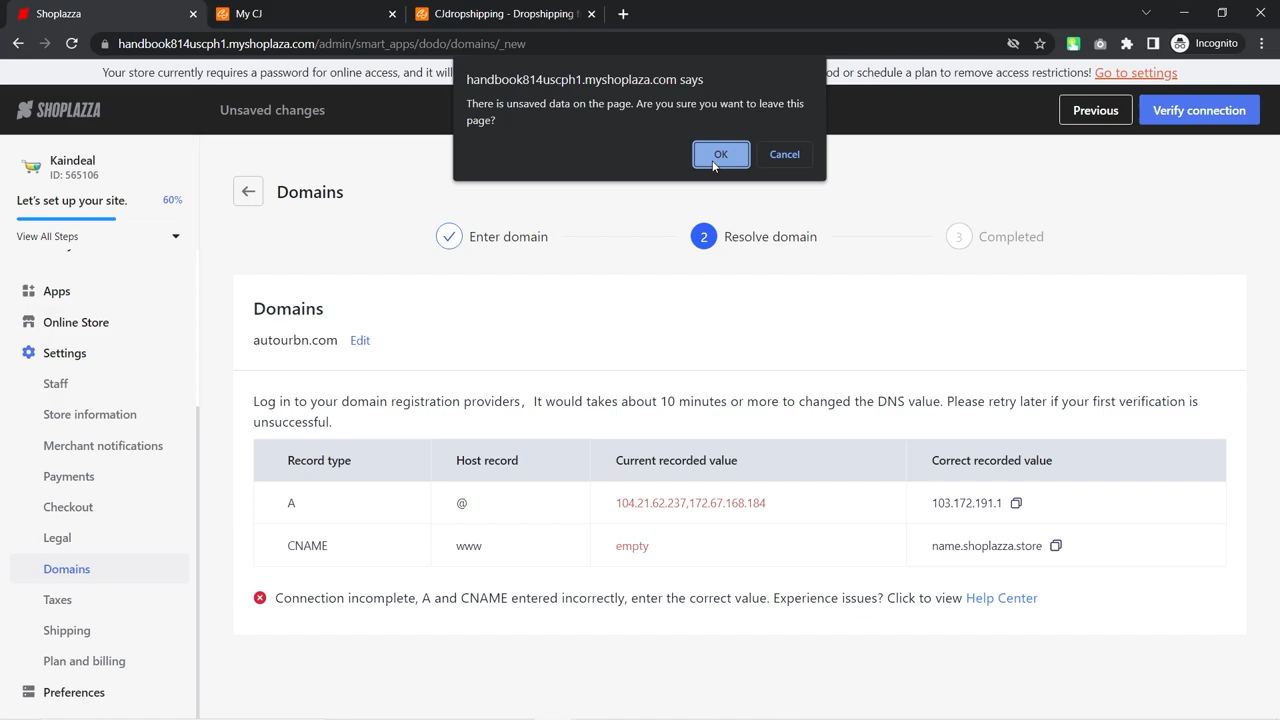 Shoplazza
My CJ
CJdropshipping - Dropshipping f
handbook814uscph1.myshoplaza.com/admin/smart_apps/dodo/domains/_new
Incognito
Your store currently requires a password for online access, and it will
od or schedule a plan to remove access restrictions! Go to settings
handbook814uscph1.myshoplaza.com says
There is unsaved data on the page. Are you sure you want to leave this
page?
OK
Cancel
SHOPLAZZA
Unsaved changes
Previous
Verify connection
Kaindeal
ID: 565106
Let's set up your site.
60%
View All Steps
Apps
Online Store
Settings
Staff
Store information
Merchant notifications
Payments
Checkout
Legal
Domains
Taxes
Shipping
Plan and billing
Preferences
Domains
Enter domain
2 Resolve domain
3 Completed
Domains
autourbn.com Edit
Log in to your domain registration providers, It would takes about 10 minutes or more to changed the DNS value. Please retry later if your first verification is
unsuccessful.
Record type Host record Current recorded value Correct recorded value
A @ 104.21.62.237,172.67.168.184 103.172.191.1
CNAME www empty name.shoplazza.store
Connection incomplete, A and CNAME entered incorrectly, enter the correct value. Experience issues? Click to view Help Center